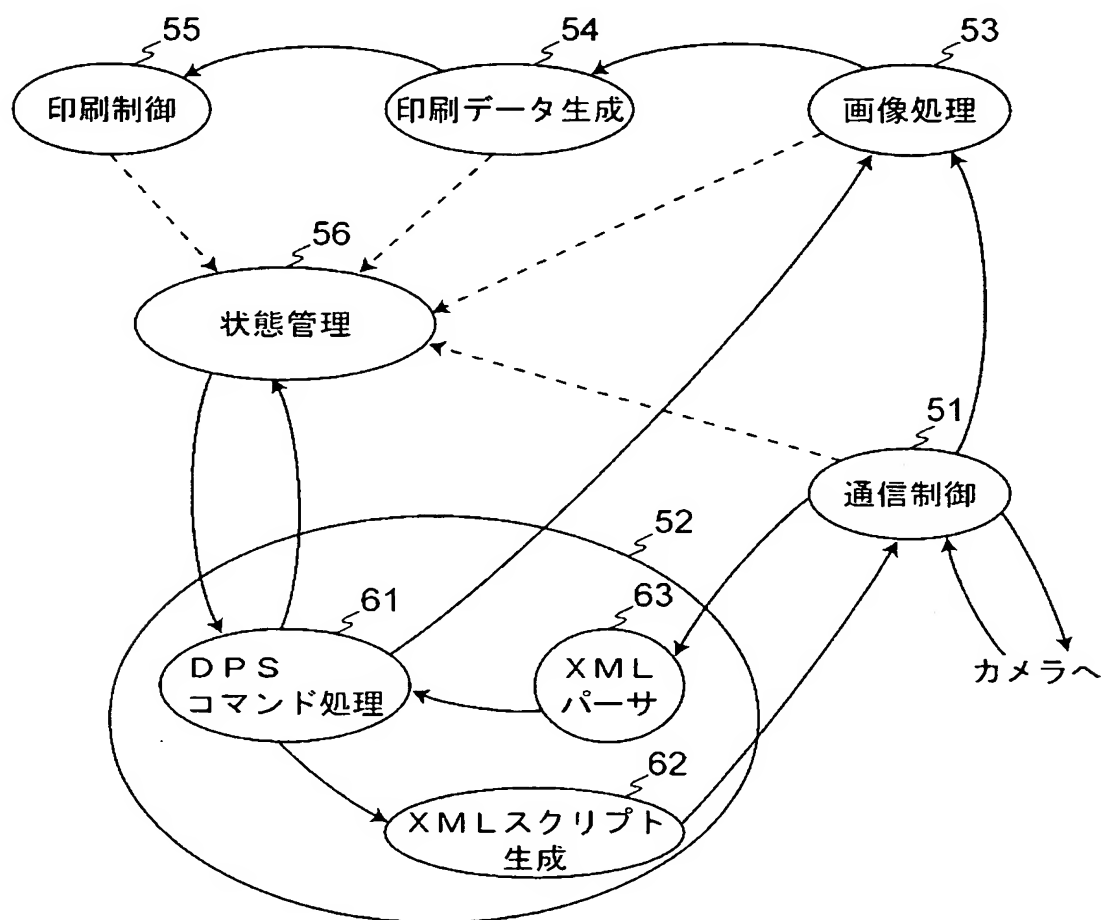 55
54
53
印刷制御
印刷データ生成
画像処理
56
状態管理
51
通信制御
52
61
63
DPS
コマンド処理
XML
パーサ
カメラへ
62
XMLスクリプト
生成